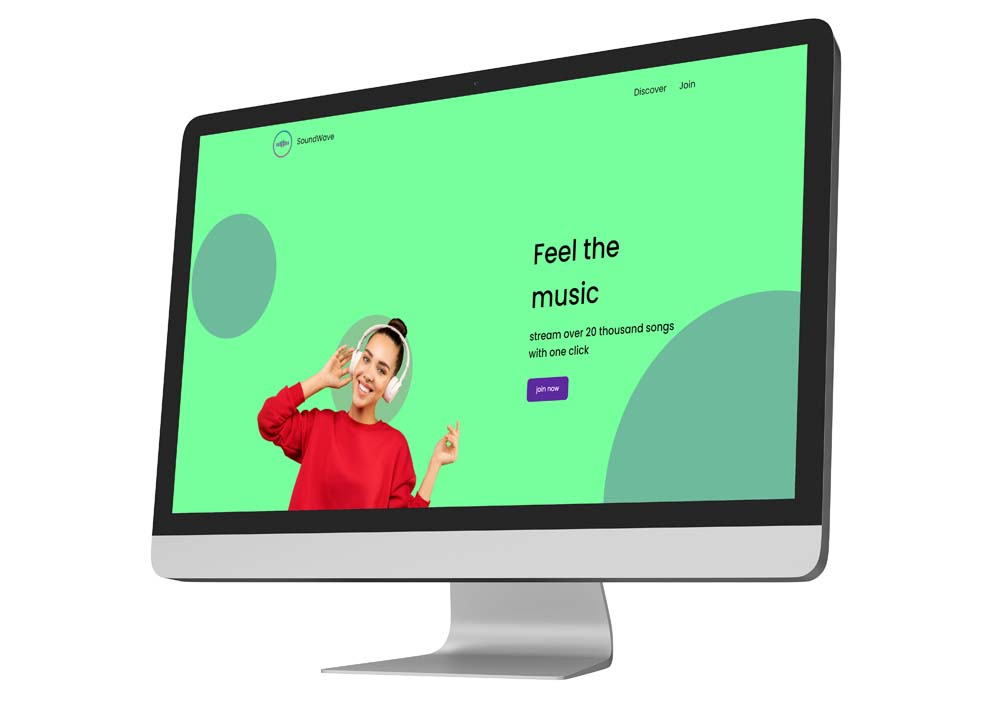 SoundWave
Discover
Join
Feel the
music
stream over 20 thousand songs
with one click
join now